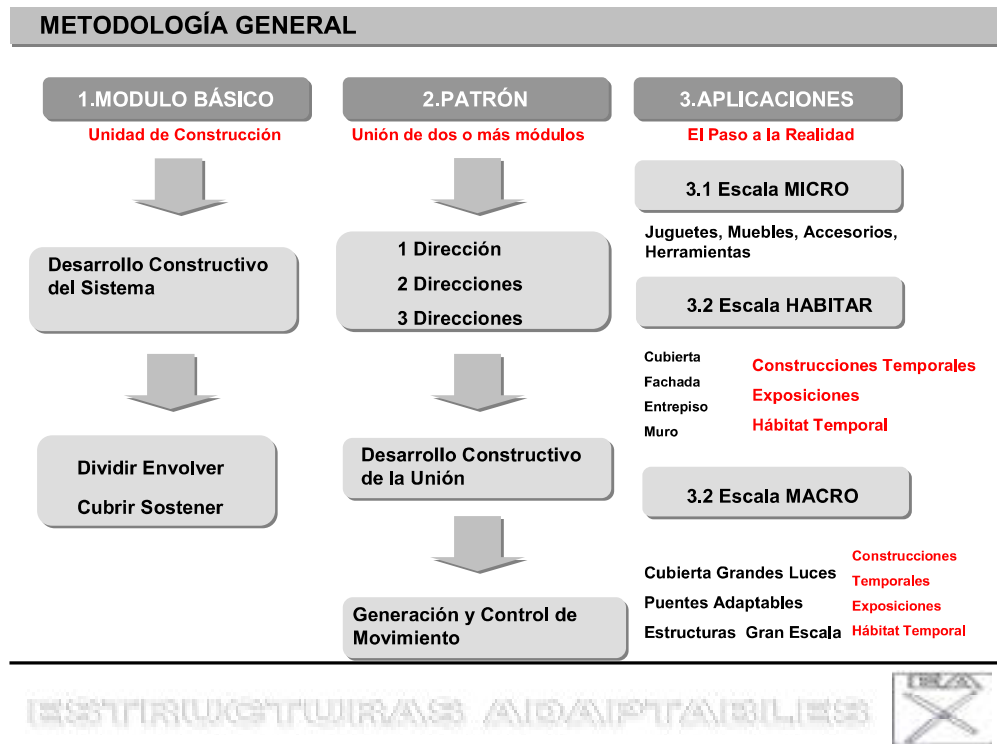 METODOLOGÍA GENERAL
1.MODULO BÁSICO
Unidad de Construcción
Desarrollo Constructivo
del Sistema
Dividir Envolver
Cubrir Sostener
2.PATRÓN
Unión de dos o más módulos
1 Dirección
2 Direcciones
3 Direcciones
Desarrollo Constructivo
de la Unión
Generación y Control de
Movimiento
3.APLICACIONES
El Paso a la Realidad
3.1 Escala MICRO
Juguetes, Muebles, Accesorios,
Herramientas
3.2 Escala HABITAR
Cubierta
Fachada
Entrepiso
Muro
Construcciones Temporales
Exposiciones
Hábitat Temporal
3.2 Escala MACRO
Cubierta Grandes Luces
Puentes Adaptables
Estructuras Gran Escala
Construcciones
Temporales
Exposiciones
Hábitat Temporal
ESTRUCTURAS ADAPTABLES
EA